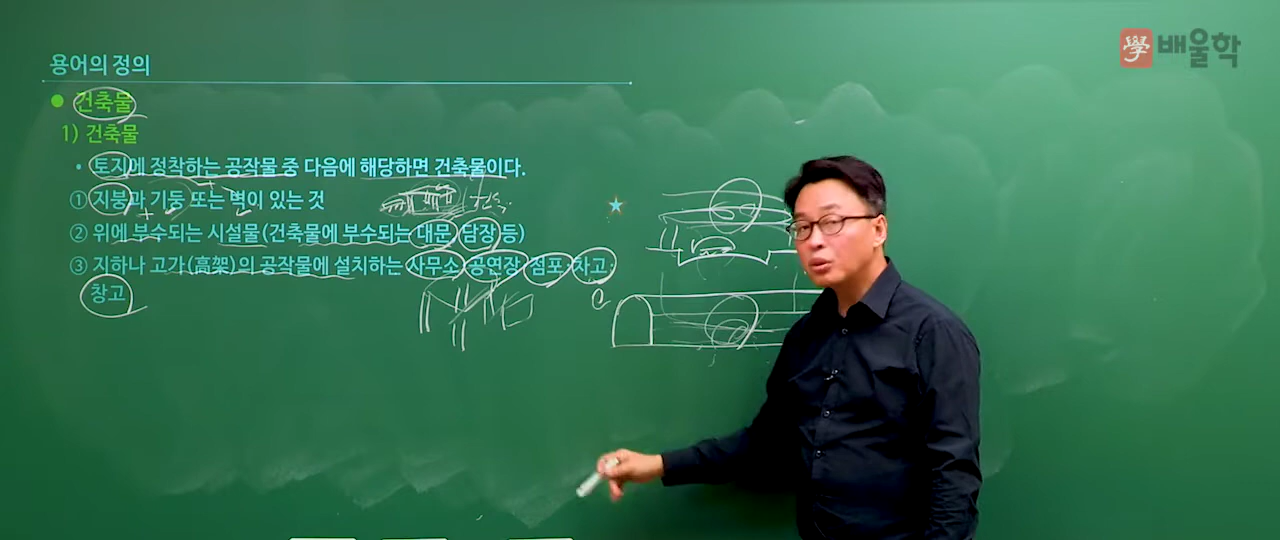 學 배울학
용어의 정의
● 건축물
1) 건축물
• 토지에 정착하는 공작물 중 다음에 해당하면 건축물이다.
① 지붕과 기둥 또는 벽이 있는 것
② 위에 부수되는 시설물(건축물에 부수되는 대문, 담장 등)
③ 지하나 고가(高架)의 공작물에 설치하는 사무소·공연장·점포·차고·
창고